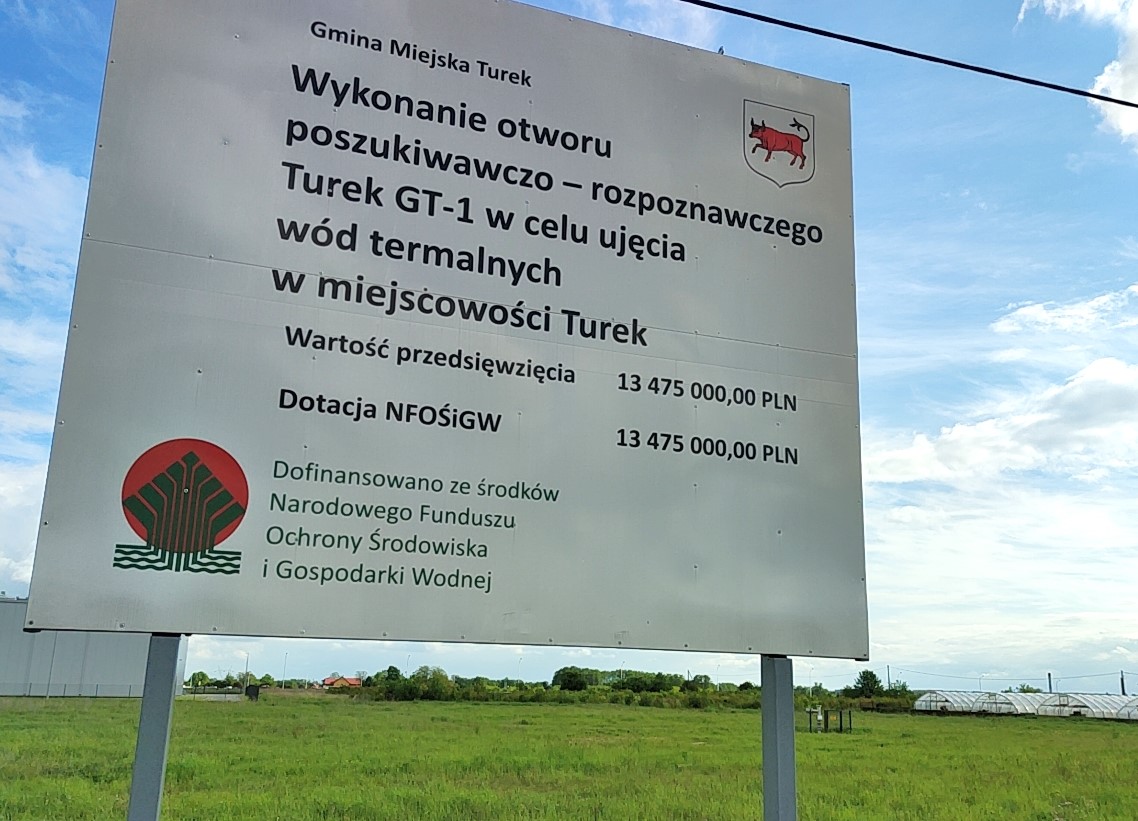 Gmina Miejska Turek
Wykonanie otworu
poszukiwawczo – rozpoznawczego
Turek GT-1 w celu ujęcia
wód termalnych
w miejscowości Turek
Wartość przedsięwzięcia 13 475 000,00 PLN
Dotacja NFOŚiGW 13 475 000,00 PLN
Dofinansowano ze środków
Narodowego Funduszu
Ochrony Środowiska
i Gospodarki Wodnej